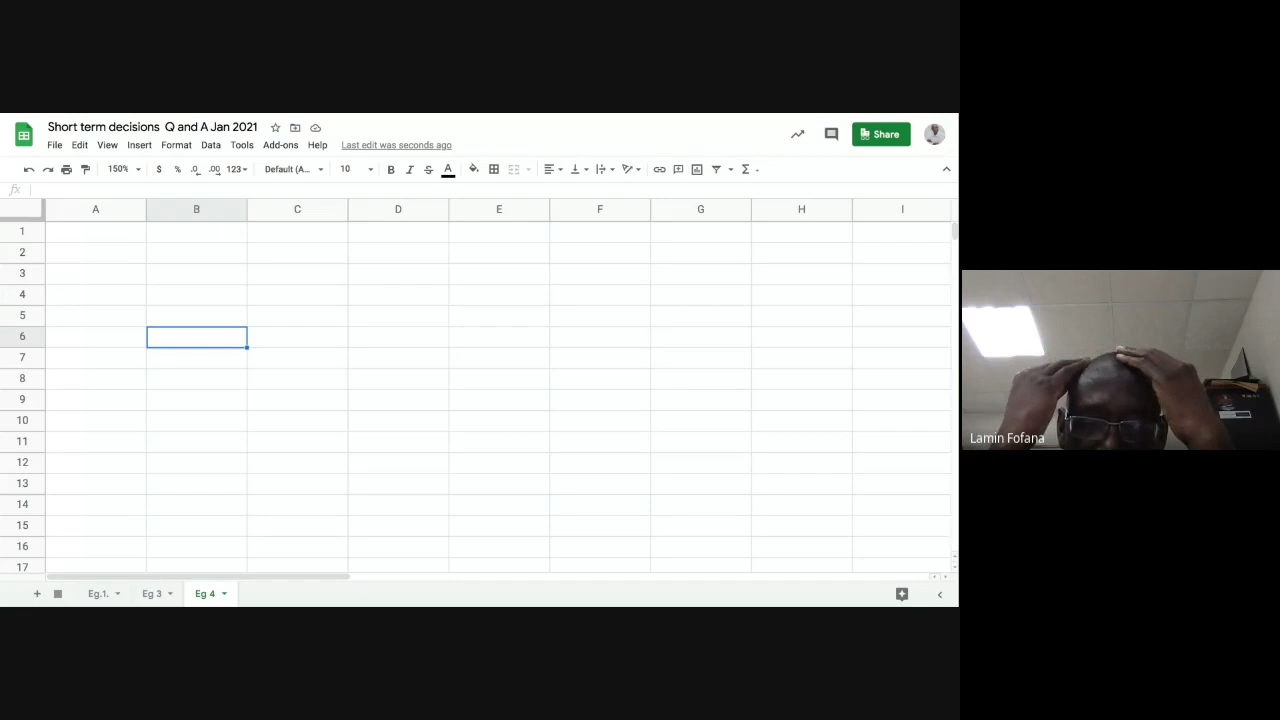 Short term decisions Q and A Jan 2021
File Edit View Insert Format Data Tools Add-ons Help Last edit was seconds ago
Share
150% $ % .0 .00 123 Default (A... 10 B I S A Σ
fx
A B C D E F G H I
1
2
3
4
5
6
7
8
9
10
11
12
13
14
15
16
17
Lamin Fofana
+ Eg.1. Eg 3 Eg 4